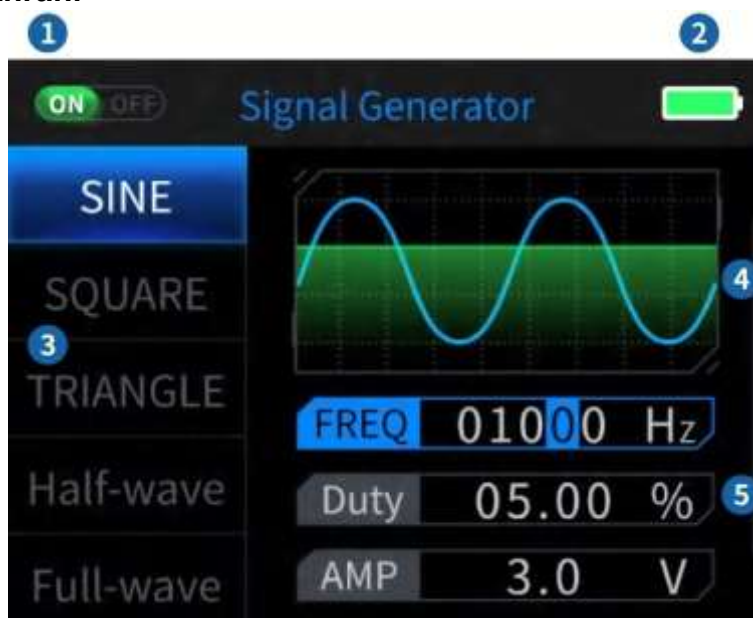 1 2
ON OFF Signal Generator
SINE
SQUARE
4
3
TRIANGLE
FREQ 01000 Hz
Half-wave
Duty 05.00 % 5
Full-wave
AMP 3.0 V